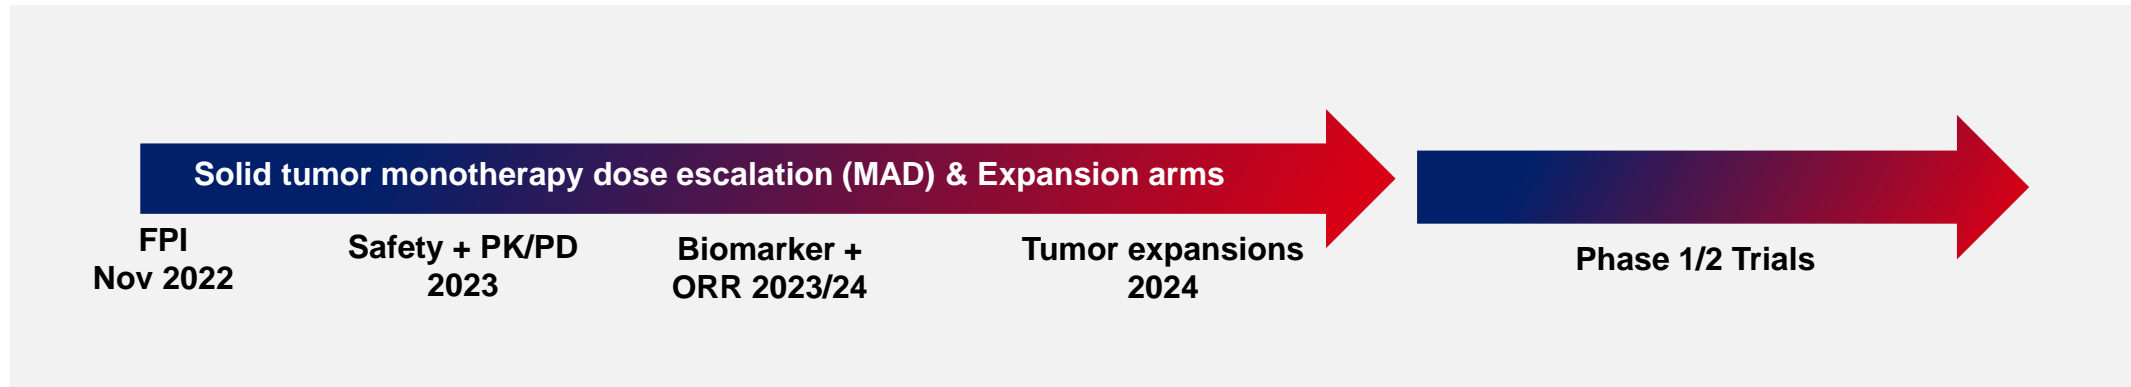 Solid tumor monotherapy dose escalation (MAD) & Expansion arms
FPI
Nov 2022
Safety + PK/PD
2023
Biomarker +
ORR 2023/24
Tumor expansions
2024
Phase 1/2 Trials